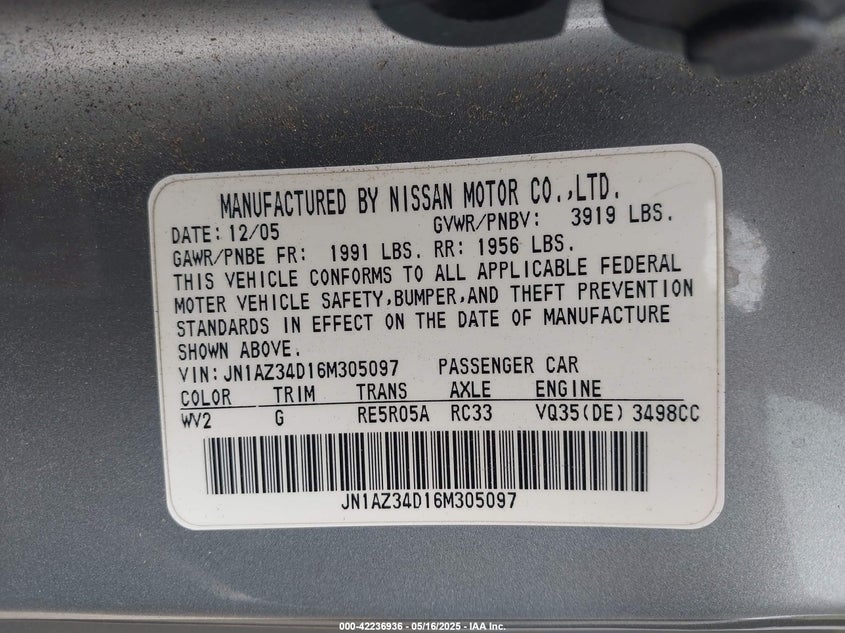 MANUFACTURED BY NISSAN MOTOR CO.,LTD.
DATE: 12/05 GVWR/PNBV: 3919 LBS.
GAWR/PNBE FR: 1991 LBS. RR: 1956 LBS.
THIS VEHICLE CONFORMS TO ALL APPLICABLE FEDERAL
MOTER VEHICLE SAFETY,BUMPER,AND THEFT PREVENTION
STANDARDS IN EFFECT ON THE DATE OF MANUFACTURE
SHOWN ABOVE.
VIN: JN1AZ34D16M305097 PASSENGER CAR
COLOR TRIM TRANS AXLE ENGINE
WV2 G RE5R05A RC33 VQ35(DE) 3498CC
JN1AZ34D16M305097
000-42236936 - 05/16/2025 - IAA Inc.